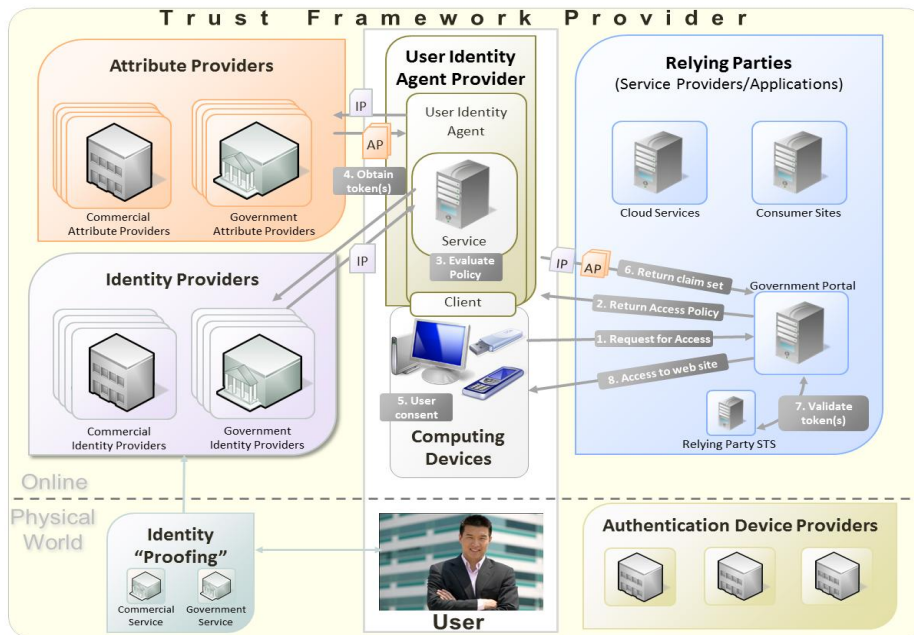 Trust Framework Provider
Attribute Providers
Commercial
Attribute Providers
Government
Attribute Providers
IP
AP
4. Obtain
token(s)
IP
User Identity
Agent Provider
User Identity
Agent
Service
3. Evaluate
Policy
Client
Relying Parties
(Service Providers/Applications)
Cloud Services
Consumer Sites
IP
AP
6. Return claim set
Government Portal
2. Return Access Policy
1. Request for Access
8. Access to web site
7. Validate
token(s)
Relying Party STS
Identity Providers
Commercial
Identity Providers
Government
Identity Providers
5. User
consent
Computing
Devices
Online
Physical
World
Identity
“Proofing”
Commercial
Service
Government
Service
User
Authentication Device Providers